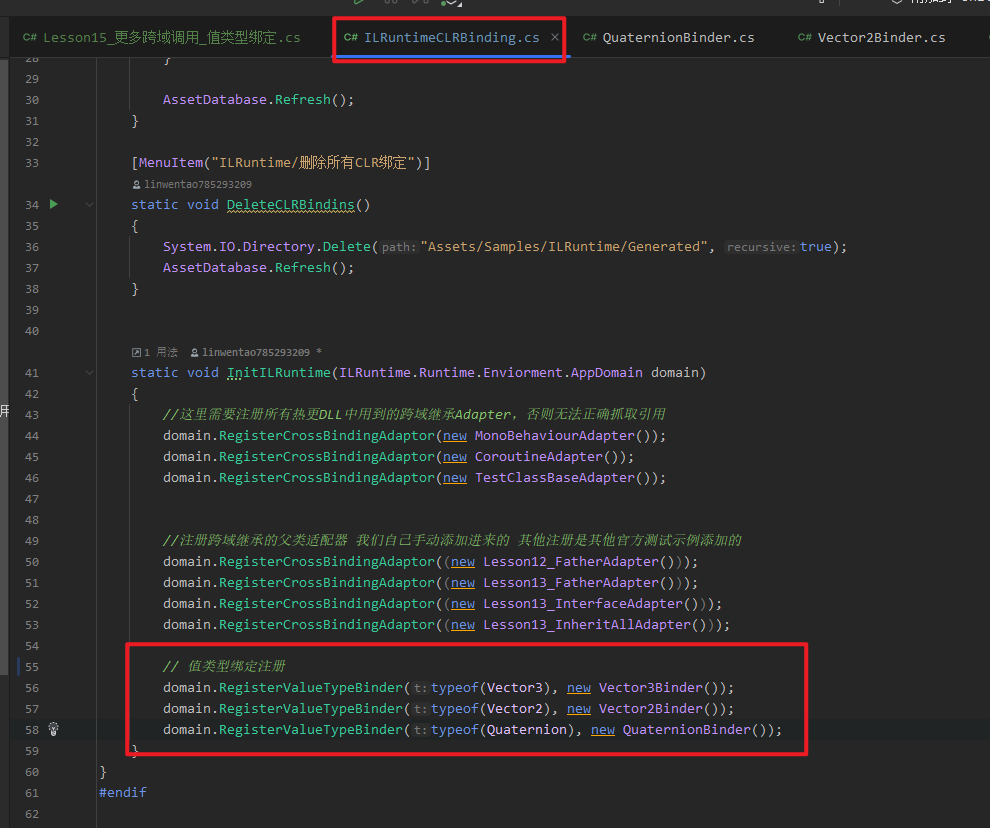 C# Lesson15_更多跨域调用_值类型绑定.cs
C# ILRuntimeCLRBinding.cs ×
C# QuaternionBinder.cs
C# Vector2Binder.cs
28 }
29
30 AssetDatabase.Refresh();
31 }
32
33 [MenuItem("ILRuntime/删除所有CLR绑定")]
linwentao785293209
34 static void DeleteCLRBindins()
35 {
36 System.IO.Directory.Delete(path:"Assets/Samples/ILRuntime/Generated", recursive:true);
37 AssetDatabase.Refresh();
38 }
39
40
1 用法 linwentao785293209 *
41 static void InitILRuntime(ILRuntime.Runtime.Enviorment.AppDomain domain)
42 {
用
43 //这里需要注册所有热更DLL中用到的跨域继承Adapter，否则无法正确抓取引用
44 domain.RegisterCrossBindingAdaptor(new MonoBehaviourAdapter());
45 domain.RegisterCrossBindingAdaptor(new CoroutineAdapter());
46 domain.RegisterCrossBindingAdaptor(new TestClassBaseAdapter());
47
48
49 //注册跨域继承的父类适配器 我们自己手动添加进来的 其他注册是其他官方测试示例添加的
50 domain.RegisterCrossBindingAdaptor((new Lesson12_FatherAdapter()));
51 domain.RegisterCrossBindingAdaptor((new Lesson13_FatherAdapter()));
52 domain.RegisterCrossBindingAdaptor((new Lesson13_InterfaceAdapter()));
53 domain.RegisterCrossBindingAdaptor((new Lesson13_InheritAllAdapter()));
54
55 // 值类型绑定注册
56 domain.RegisterValueTypeBinder(t:typeof(Vector3), new Vector3Binder());
57 domain.RegisterValueTypeBinder(t:typeof(Vector2), new Vector2Binder());
58 domain.RegisterValueTypeBinder(t:typeof(Quaternion), new QuaternionBinder());
59 }
60 }
61 #endif
62